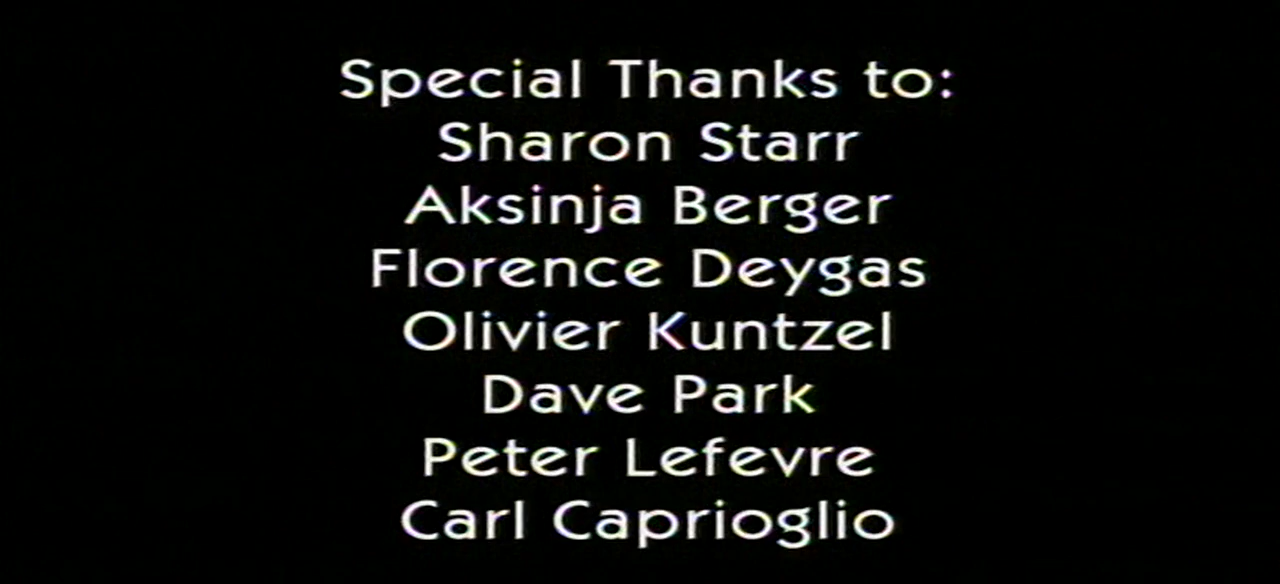 Special Thanks to:
Sharon Starr
Aksinja Berger
Florence Deygas
Olivier Kuntzel
Dave Park
Peter Lefevre
Carl Caprioglio